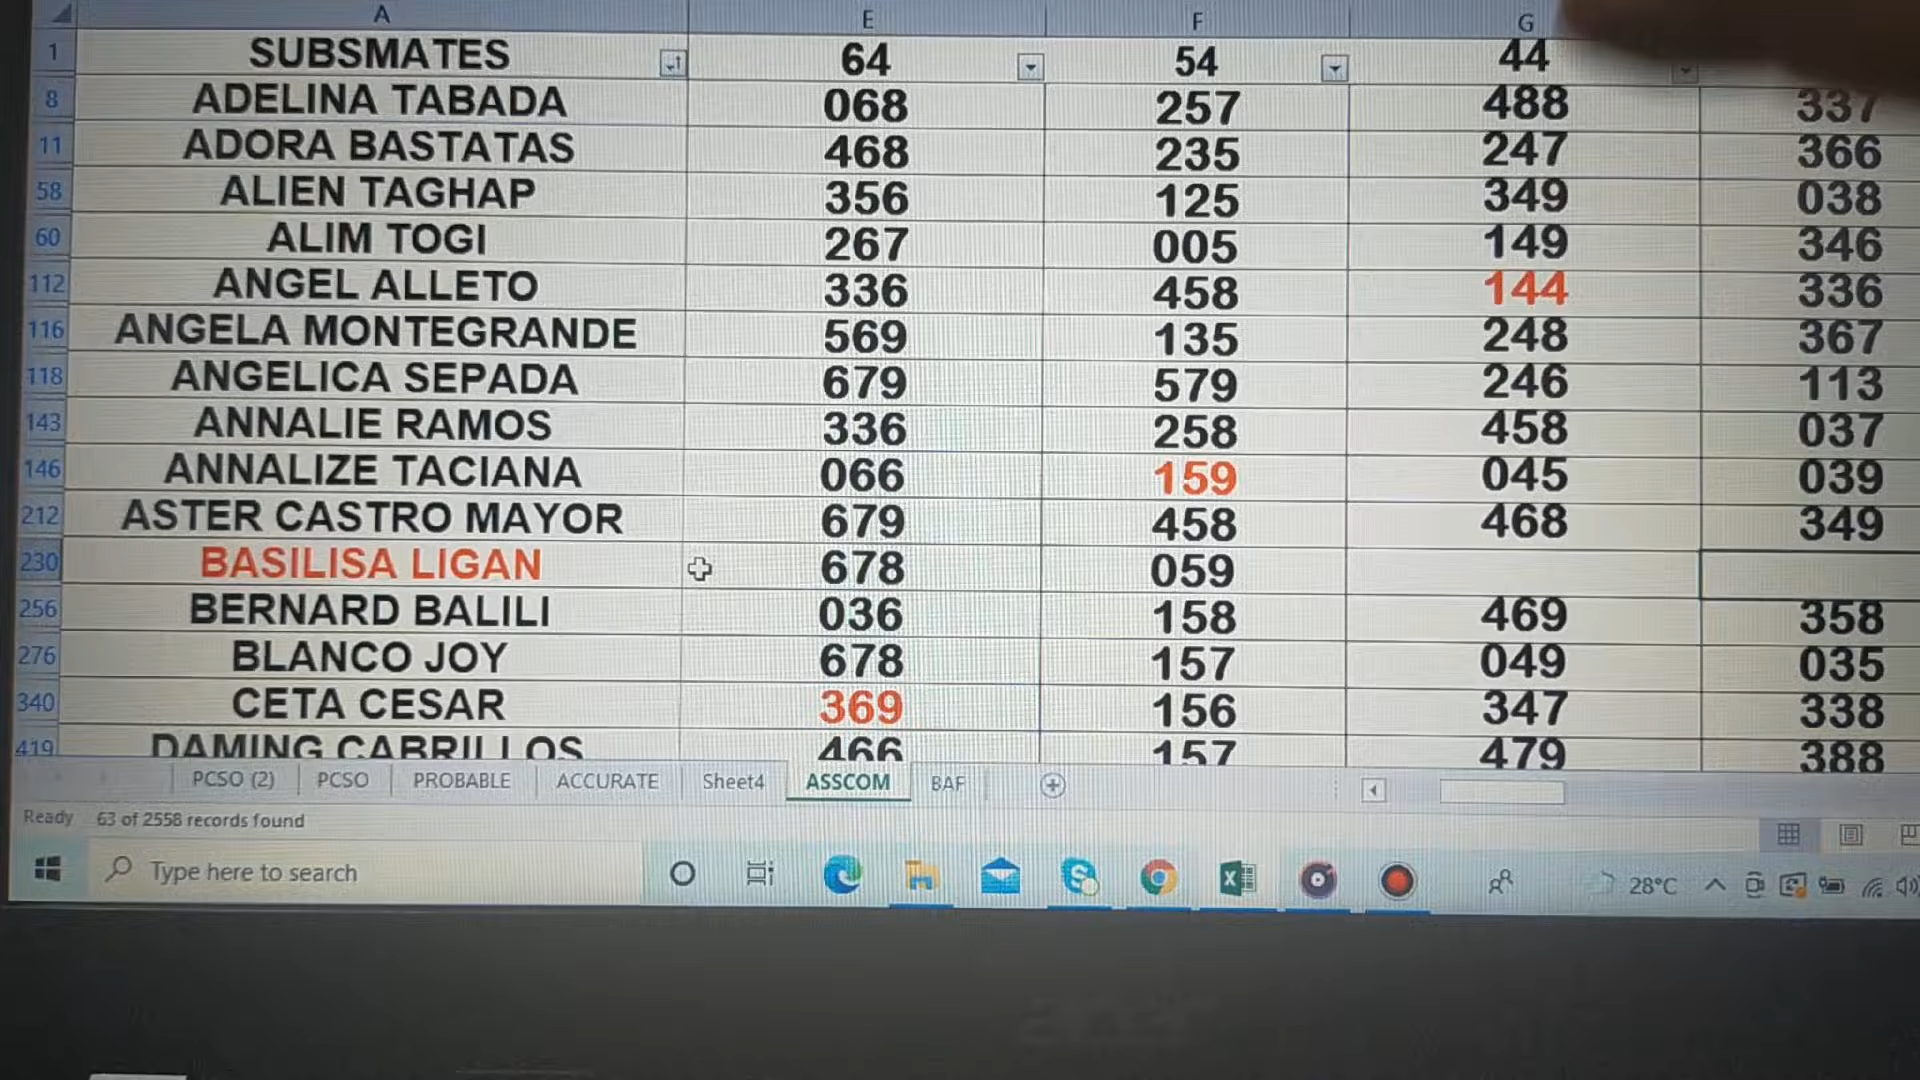 A E F G
1 SUBSMATES 64 54 44
8 ADELINA TABADA 068 257 488 337
11 ADORA BASTATAS 468 235 247 366
58 ALIEN TAGHAP 356 125 349 038
60 ALIM TOGI 267 005 149 346
112 ANGEL ALLETO 336 458 144 336
116 ANGELA MONTEGRANDE 569 135 248 367
118 ANGELICA SEPADA 679 579 246 113
143 ANNALIE RAMOS 336 258 458 037
146 ANNALIZE TACIANA 066 159 045 039
212 ASTER CASTRO MAYOR 679 458 468 349
230 BASILISA LIGAN 678 059
256 BERNARD BALILI 036 158 469 358
276 BLANCO JOY 678 157 049 035
340 CETA CESAR 369 156 347 338
419 DAMING CABRILLOS 466 157 479 388
PCSO (2) PCSO PROBABLE ACCURATE Sheet4 ASSCOM BAF
Ready 63 of 2558 records found
Type here to search 28°C